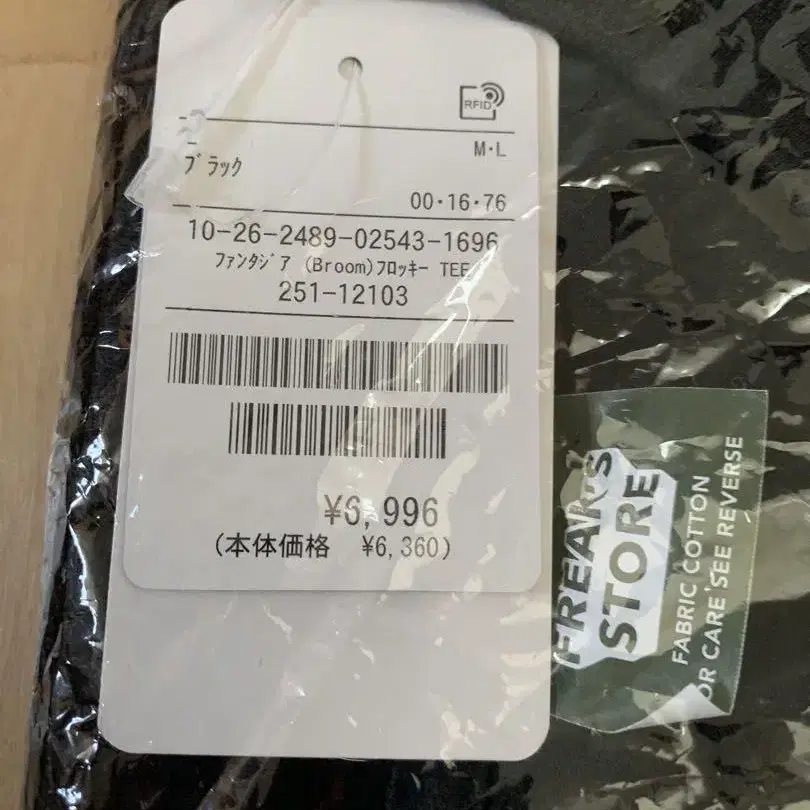 RFID
M・L
ﾌﾞﾗｯｸ
00・16・76
10-26-2489-02543-1696
ﾌｧﾝﾀｼﾞｱ (Broom)ﾌﾛｯｷｰ TEE
251-12103
¥6,996
(本体価格 ¥6,360)
FREAK'S
STORE
FABRIC COTTON
OR CARE SEE REVERSE